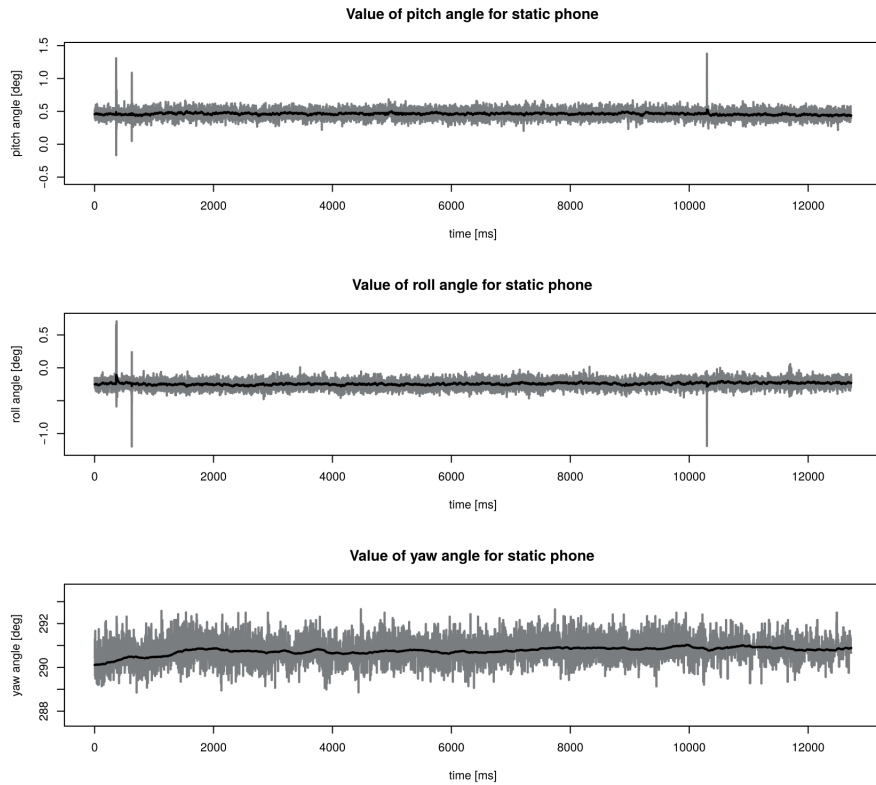 Value of pitch angle for static phone
pitch angle [deg]
1.5
1.0
0.5
0.0
−0.5
0 2000 4000 6000 8000 10000 12000
time [ms]
Value of roll angle for static phone
roll angle [deg]
0.5
0.0
−1.0
0 2000 4000 6000 8000 10000 12000
time [ms]
Value of yaw angle for static phone
yaw angle [deg]
292
290
288
0 2000 4000 6000 8000 10000 12000
time [ms]